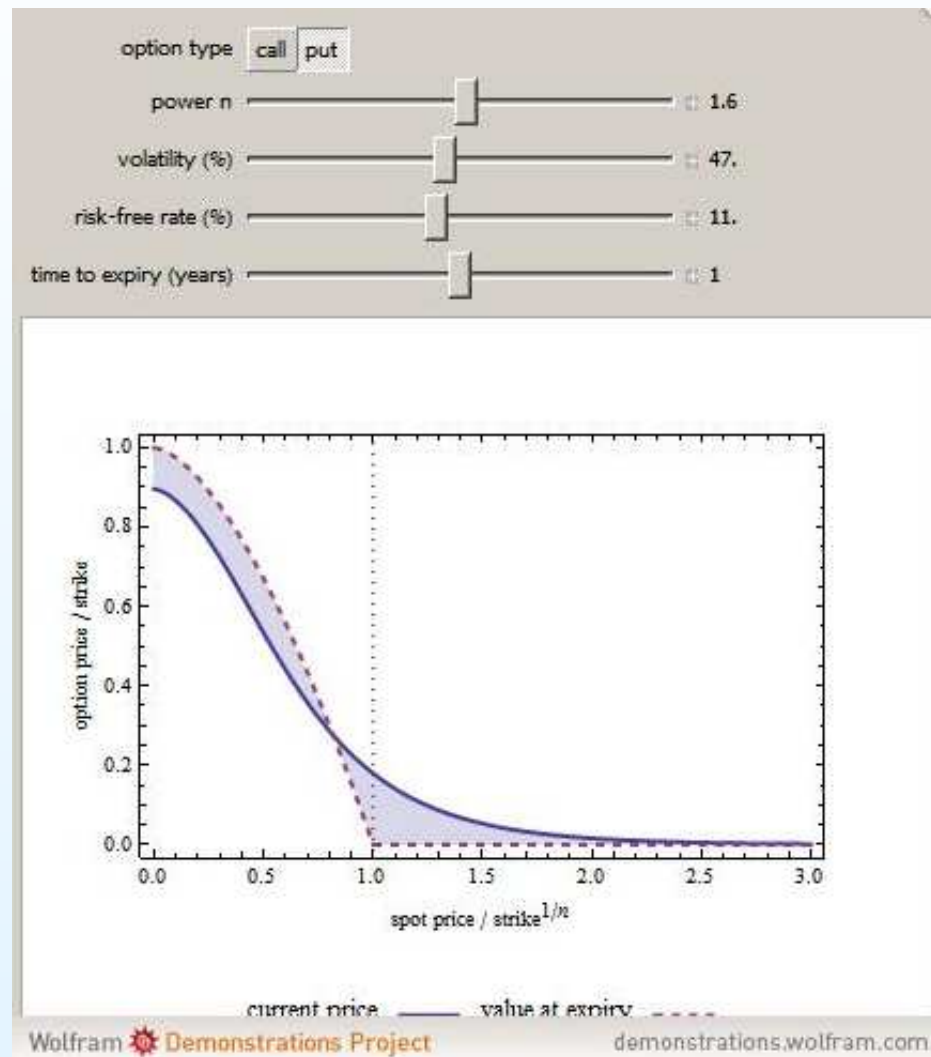 option type call put
power n 1.6
volatility (%) 47.
risk-free rate (%) 11.
time to expiry (years) 1
1.0
0.8
0.6
0.4
0.2
0.0
option price / strike
0.0 0.5 1.0 1.5 2.0 2.5 3.0
spot price / strike^1/n
current price value at expiry
Wolfram Demonstrations Project demonstrations.wolfram.com